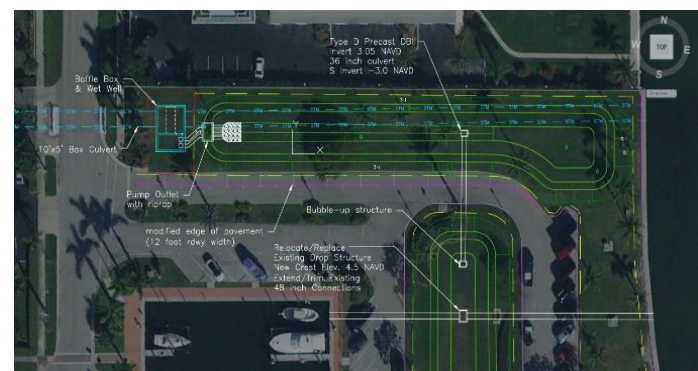 N
W
TOP
E
S
Type D Precast DBI
Invert 3.05 NAVD
36 inch culvert
S invert -3.0 NAVD
Baffle Box
& Wet Well
10'x5' Box Culvert
Y
X
Pump Outlet
with riprap
Bubble-up structure
modified edge of pavement
(12 foot rdwy width)
Relocate/Replace
Existing Drop Structure
New Crest Elev. 4.5 NAVD
Extend/Trim Existing
48 inch Connections